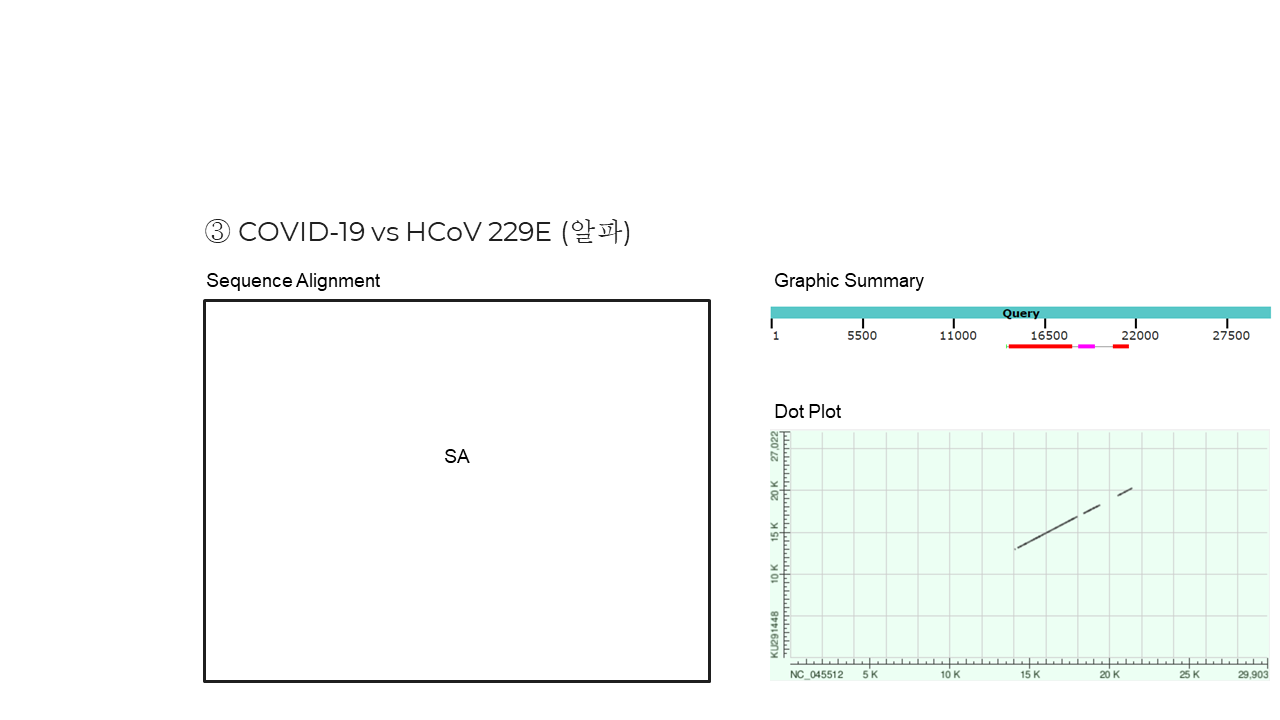 ③ COVID-19 vs HCoV 229E (알파)
Sequence Alignment
SA
Graphic Summary
Query
1 5500 11000 16500 22000 27500
Dot Plot
27,022
20 K
15 K
10 K
KU291448
NC_045512 5 K 10 K 15 K 20 K 25 K 29,903